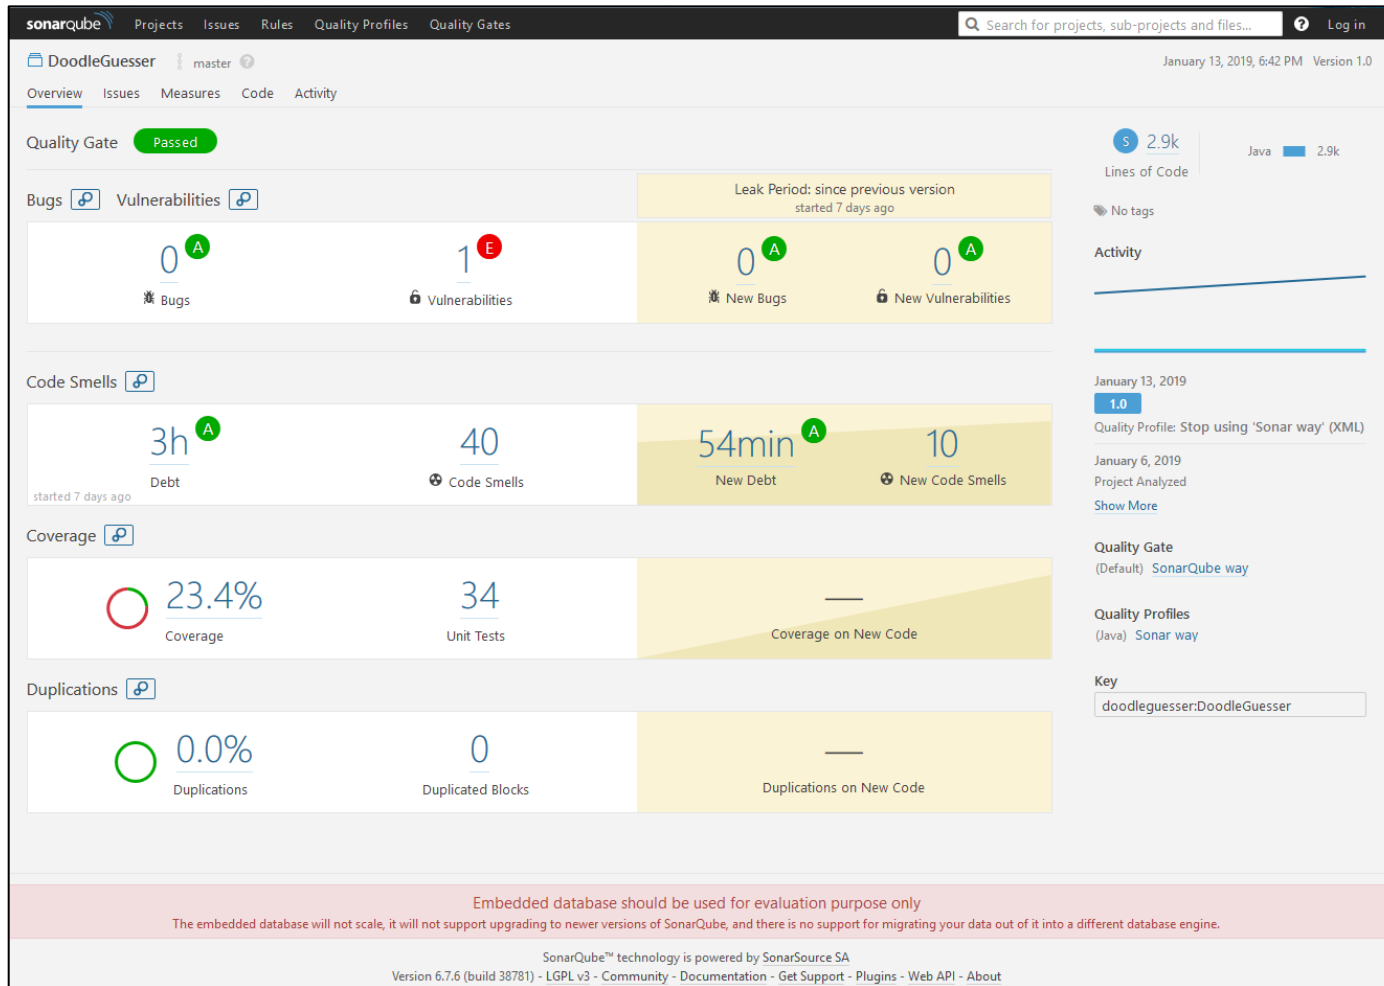 sonarqube Projects Issues Rules Quality Profiles Quality Gates Search for projects, sub-projects and files... ? Log in
DoodleGuesser master ? January 13, 2019, 6:42 PM Version 1.0
Overview Issues Measures Code Activity
Quality Gate Passed
Bugs Vulnerabilities
Leak Period: since previous version
started 7 days ago
0 A 1 E 0 A 0 A
Bugs Vulnerabilities New Bugs New Vulnerabilities
Code Smells
3h A 40 54min A 10
Debt Code Smells New Debt New Code Smells
started 7 days ago
Coverage
23.4% 34 —
Coverage Unit Tests Coverage on New Code
Duplications
0.0% 0 —
Duplications Duplicated Blocks Duplications on New Code
S 2.9k Java 2.9k
Lines of Code
No tags
Activity
January 13, 2019
1.0
Quality Profile: Stop using 'Sonar way' (XML)
January 6, 2019
Project Analyzed
Show More
Quality Gate
(Default) SonarQube way
Quality Profiles
(Java) Sonar way
Key
doodleguesser:DoodleGuesser
Embedded database should be used for evaluation purpose only
The embedded database will not scale, it will not support upgrading to newer versions of SonarQube, and there is no support for migrating your data out of it into a different database engine.
SonarQube™ technology is powered by SonarSource SA
Version 6.7.6 (build 38781) - LGPL v3 - Community - Documentation - Get Support - Plugins - Web API - About